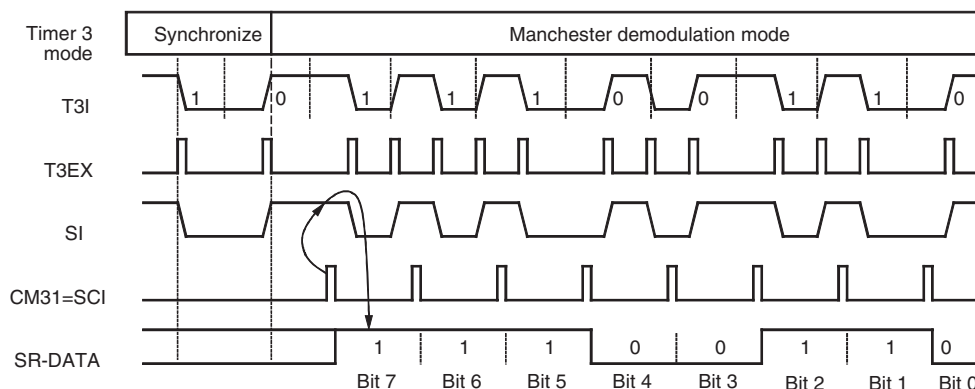 Timer 3
mode
Synchronize
Manchester demodulation mode
T3I
1 0 1 1 1 0 0 1 1 0
T3EX
SI
CM31=SCI
SR-DATA
1 1 1 0 0 1 1 0
Bit 7 Bit 6 Bit 5 Bit 4 Bit 3 Bit 2 Bit 1 Bit 0